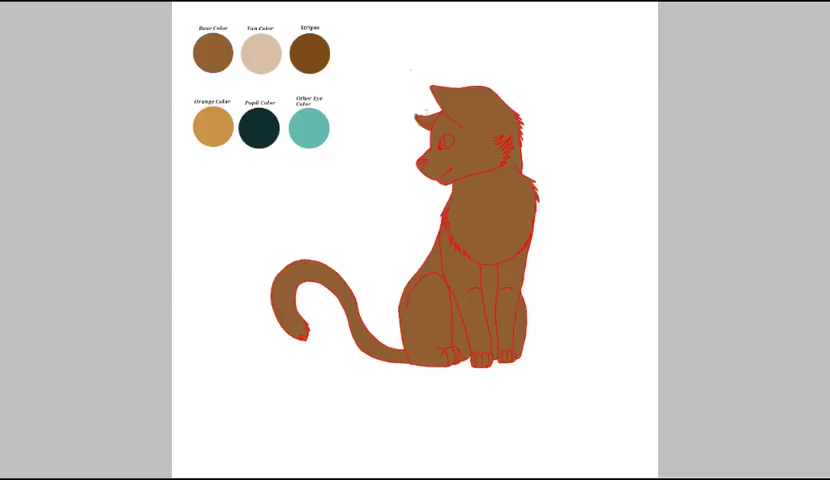 Base Color
Tan Color
Stripes
Orange Color
Pupil Color
Other Eye
Color